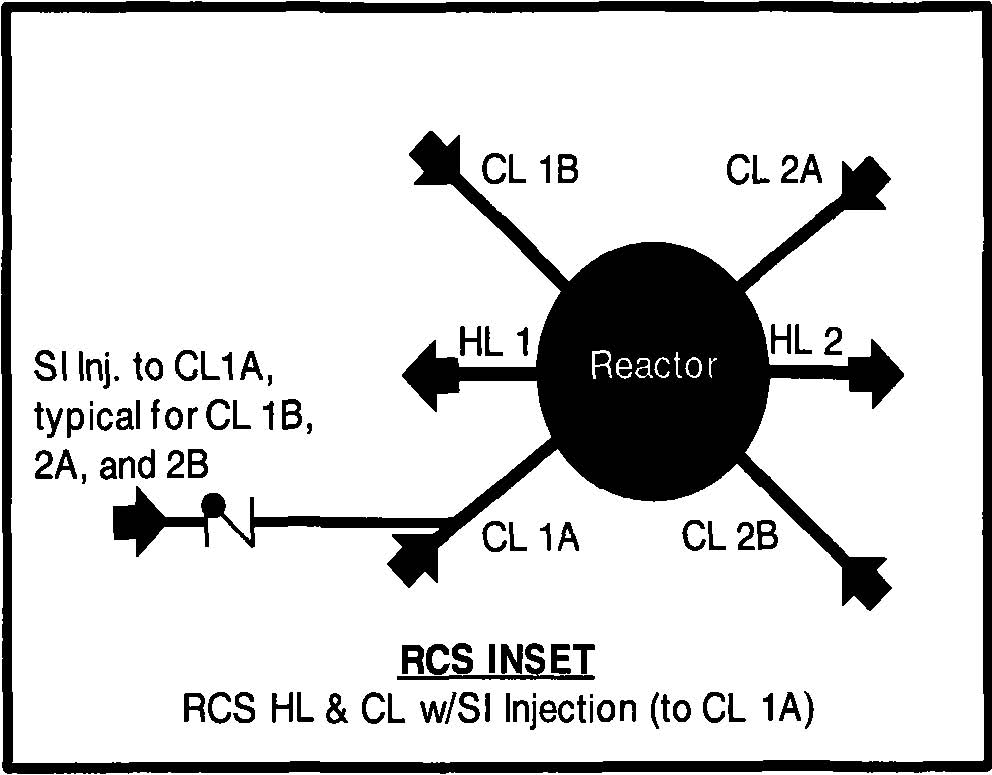 CL 1B
CL 2A
HL 1
Reactor
HL 2
SI Inj. to CL1A,
typical for CL 1B,
2A, and 2B
CL 1A
CL 2B
RCS INSET
RCS HL & CL w/SI Injection (to CL 1A)